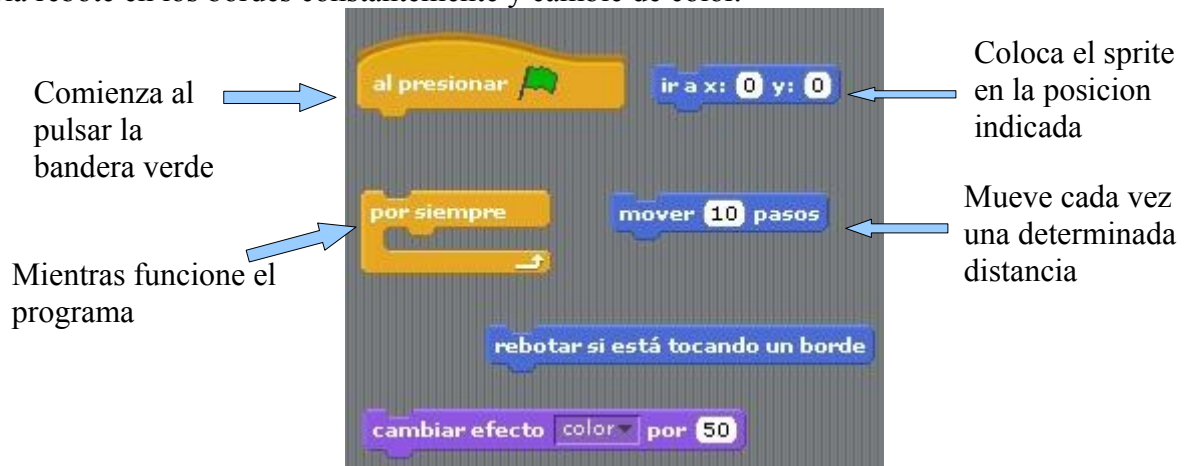 rebote en los bordes constantemente y cambie de color.
al presionar
ir a x: 0 y: 0
Comienza al
pulsar la
bandera verde
Coloca el sprite
en la posicion
indicada
por siempre
mover 10 pasos
Mueve cada vez
una determinada
distancia
Mientras funcione el
programa
rebotar si está tocando un borde
cambiar efecto color por 50